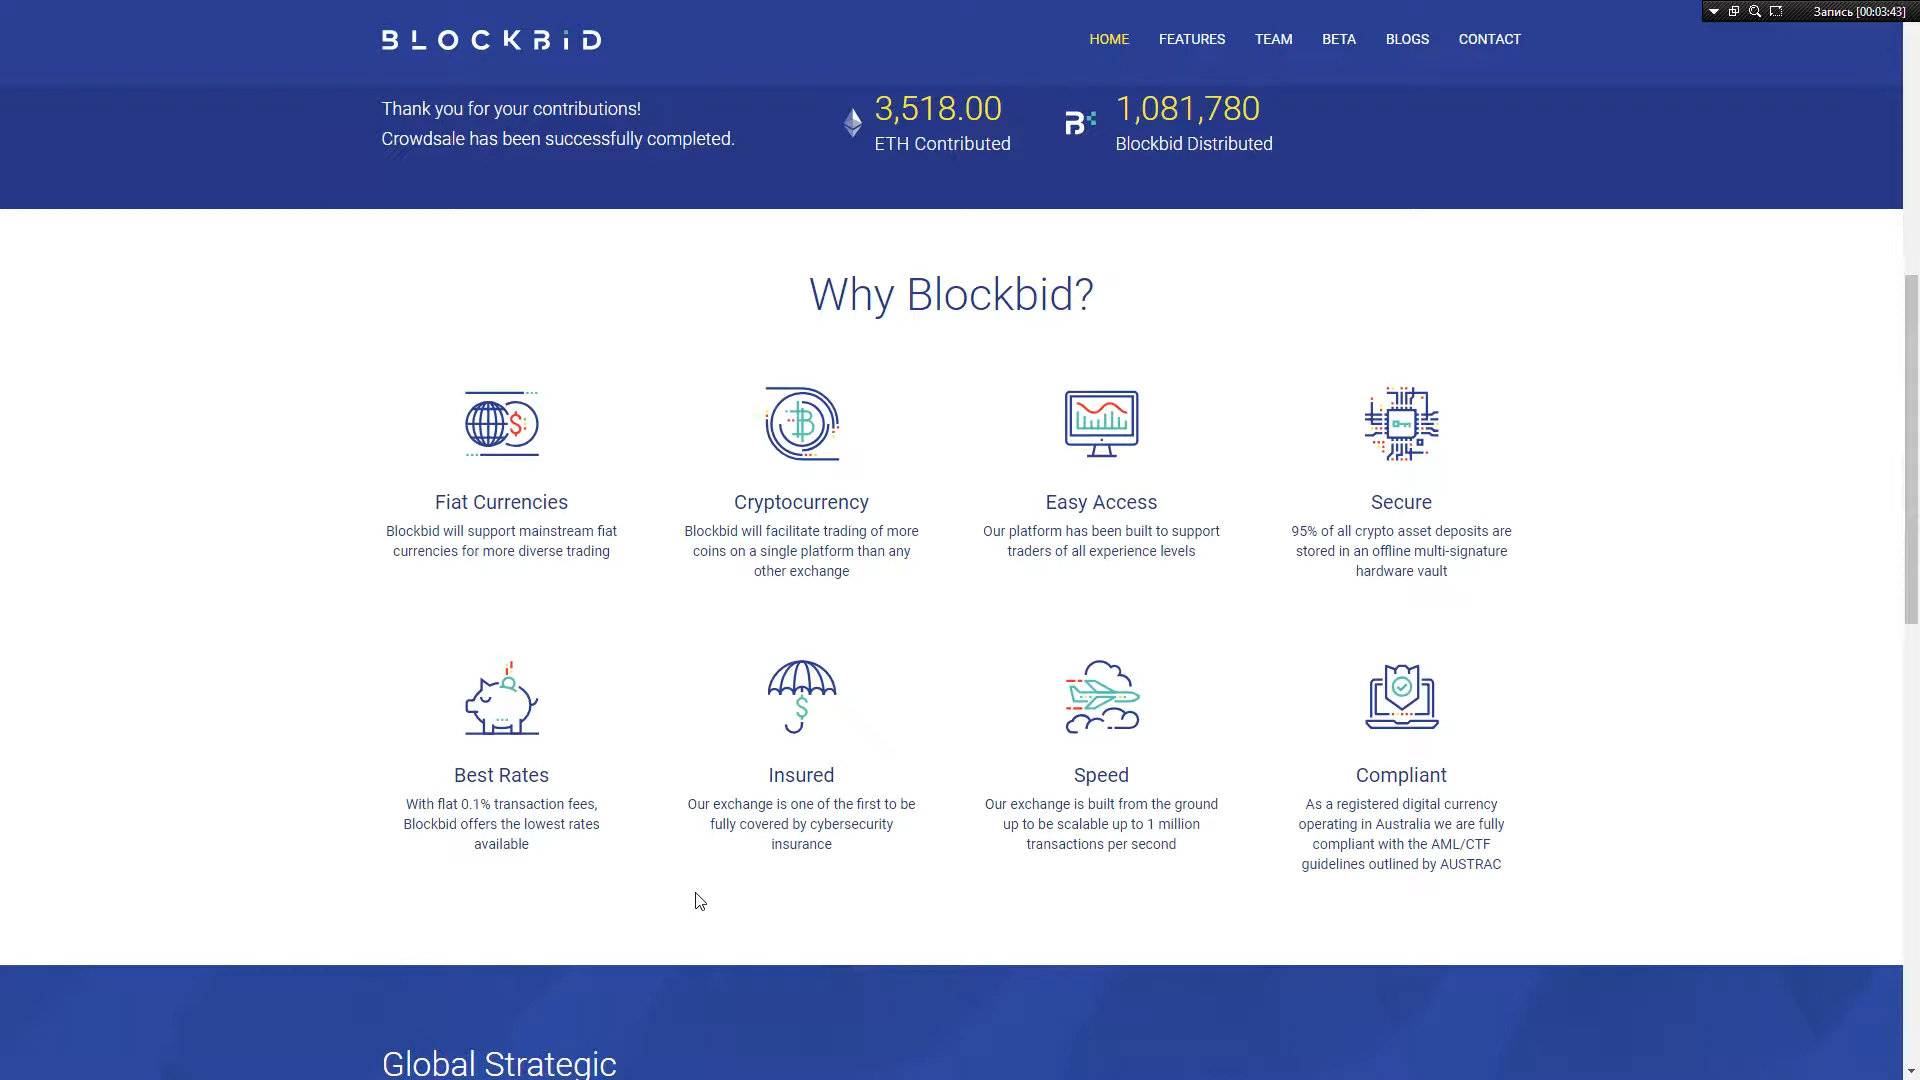 Запись [00:03:43]
BLOCKBID
HOME FEATURES TEAM BETA BLOGS CONTACT
Thank you for your contributions!
Crowdsale has been successfully completed.
3,518.00
ETH Contributed
1,081,780
Blockbid Distributed
Why Blockbid?
Fiat Currencies
Blockbid will support mainstream fiat
currencies for more diverse trading
Cryptocurrency
Blockbid will facilitate trading of more
coins on a single platform than any
other exchange
Easy Access
Our platform has been built to support
traders of all experience levels
Secure
95% of all crypto asset deposits are
stored in an offline multi-signature
hardware vault
Best Rates
With flat 0.1% transaction fees,
Blockbid offers the lowest rates
available
Insured
Our exchange is one of the first to be
fully covered by cybersecurity
insurance
Speed
Our exchange is built from the ground
up to be scalable up to 1 million
transactions per second
Compliant
As a registered digital currency
operating in Australia we are fully
compliant with the AML/CTF
guidelines outlined by AUSTRAC
Global Strategic